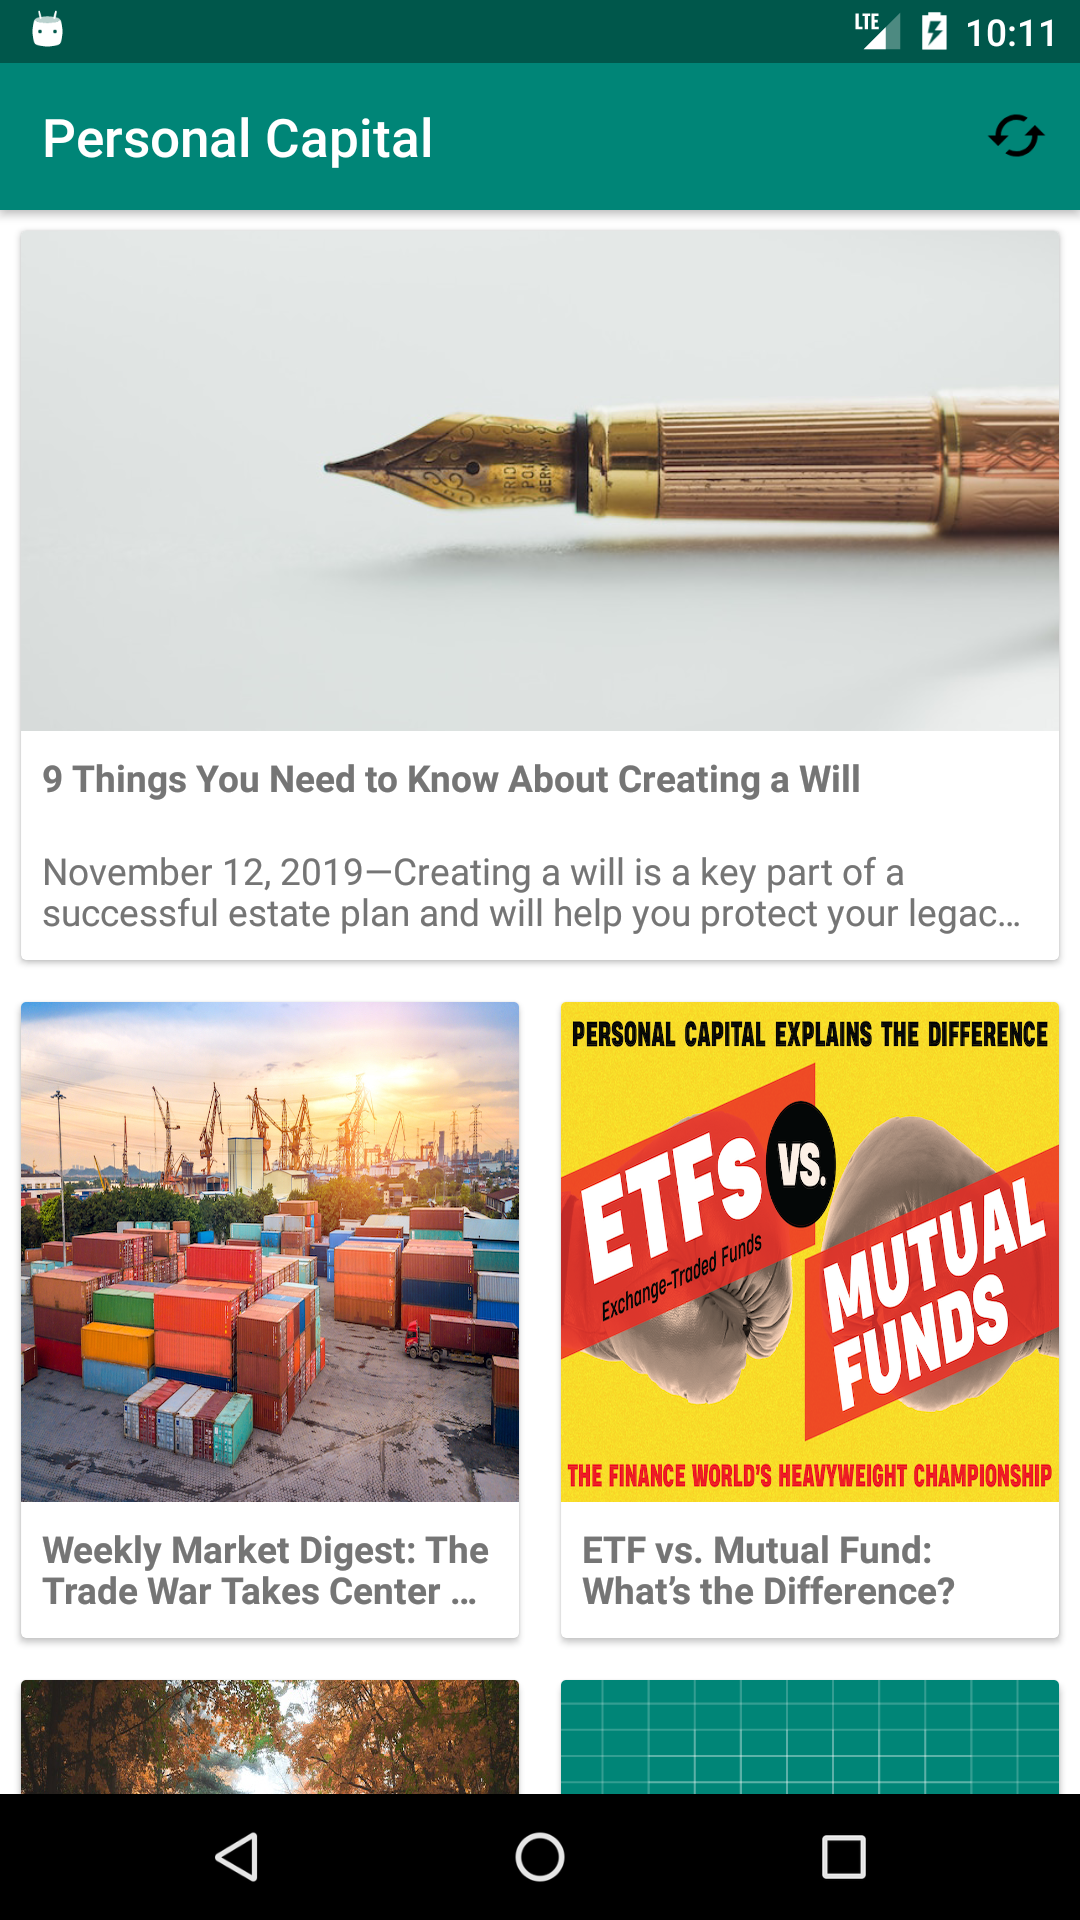 LTE 10:11
Personal Capital
IRIDIUM
POINT
GERMANY
9 Things You Need to Know About Creating a Will
November 12, 2019—Creating a will is a key part of a
successful estate plan and will help you protect your legac…
PERSONAL CAPITAL EXPLAINS THE DIFFERENCE
ETFs
VS.
Exchange-Traded Funds
MUTUAL
FUNDS
THE FINANCE WORLD'S HEAVYWEIGHT CHAMPIONSHIP
Weekly Market Digest: The
Trade War Takes Center …
ETF vs. Mutual Fund:
What’s the Difference?